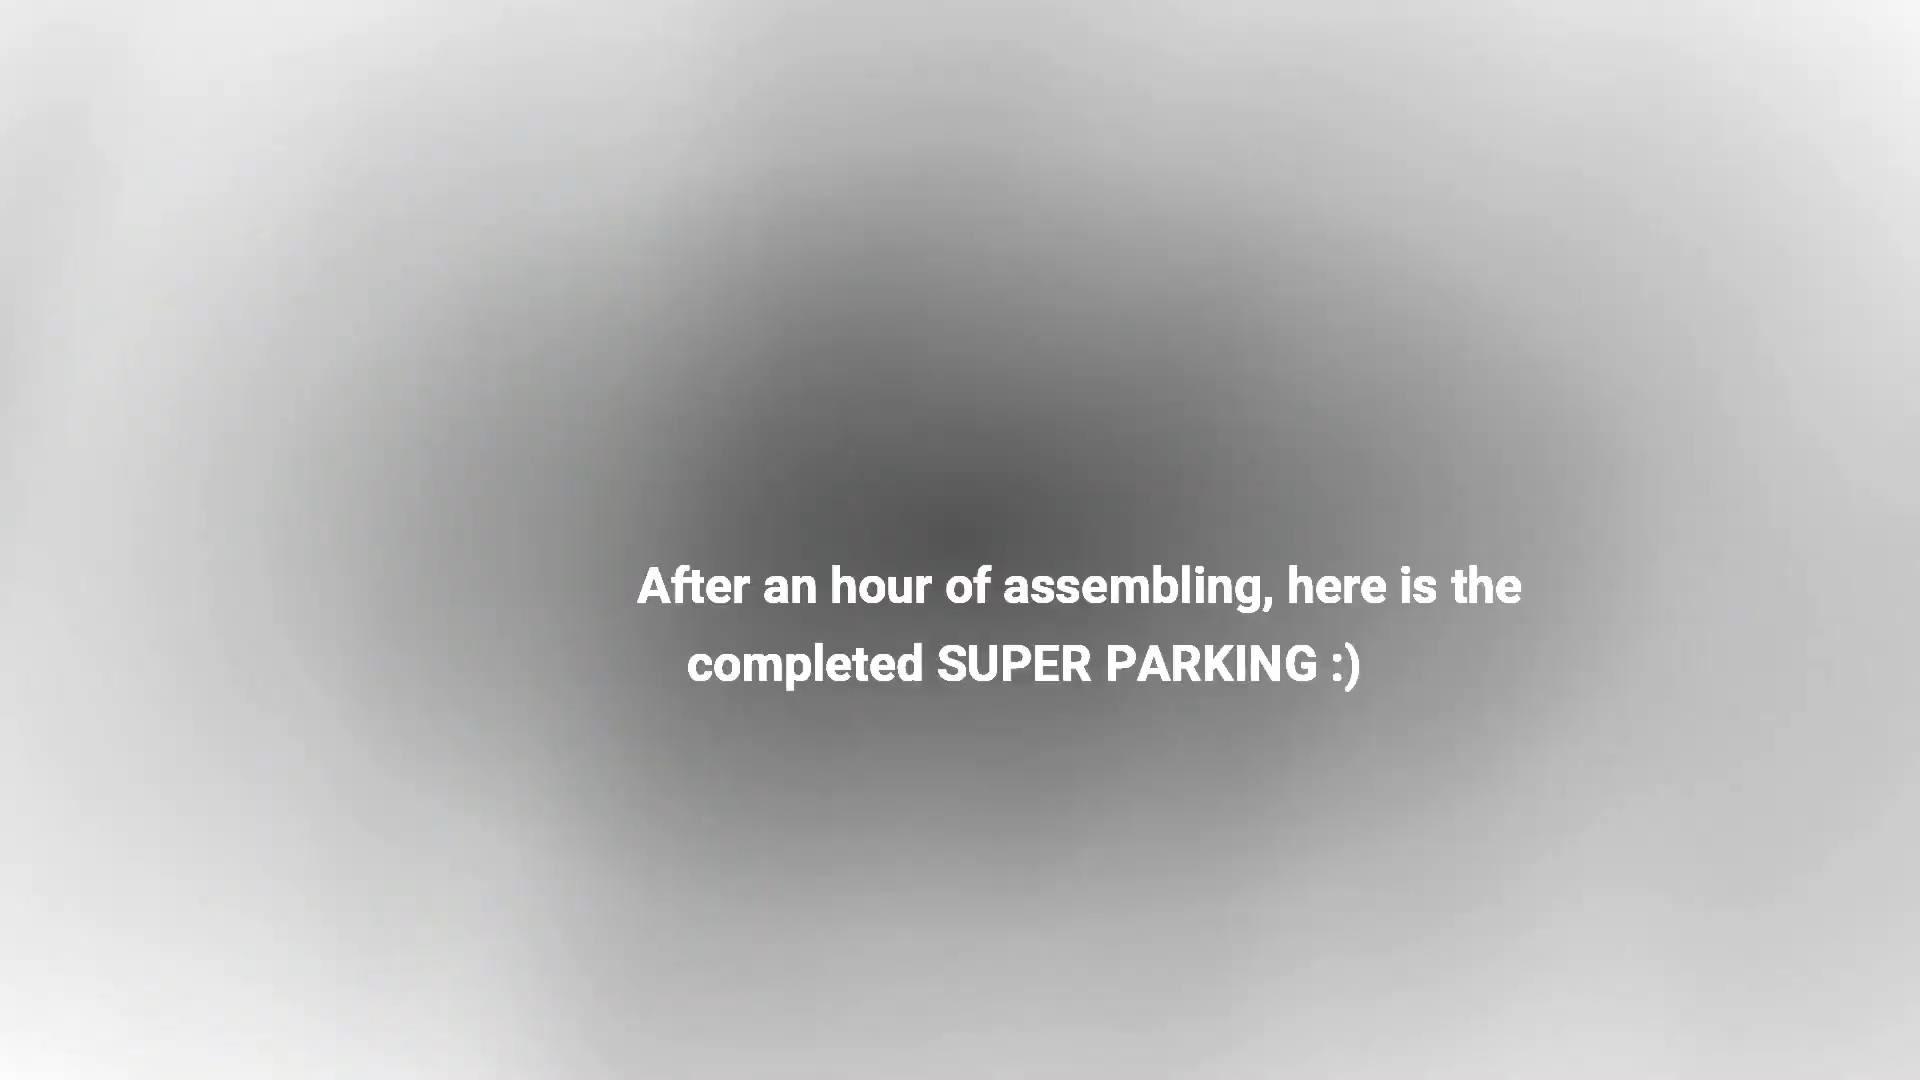 After an hour of assembling, here is the
completed SUPER PARKING :)